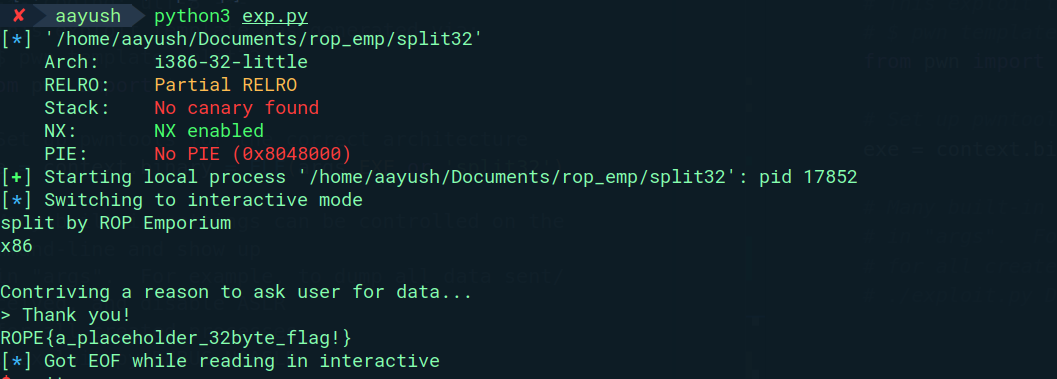 ✘ aayush python3 exp.py
[*] '/home/aayush/Documents/rop_emp/split32'
Arch: i386-32-little
RELRO: Partial RELRO
Stack: No canary found
NX: NX enabled
PIE: No PIE (0x8048000)
[+] Starting local process '/home/aayush/Documents/rop_emp/split32': pid 17852
[*] Switching to interactive mode
split by ROP Emporium
x86
Contriving a reason to ask user for data...
> Thank you!
ROPE{a_placeholder_32byte_flag!}
[*] Got EOF while reading in interactive